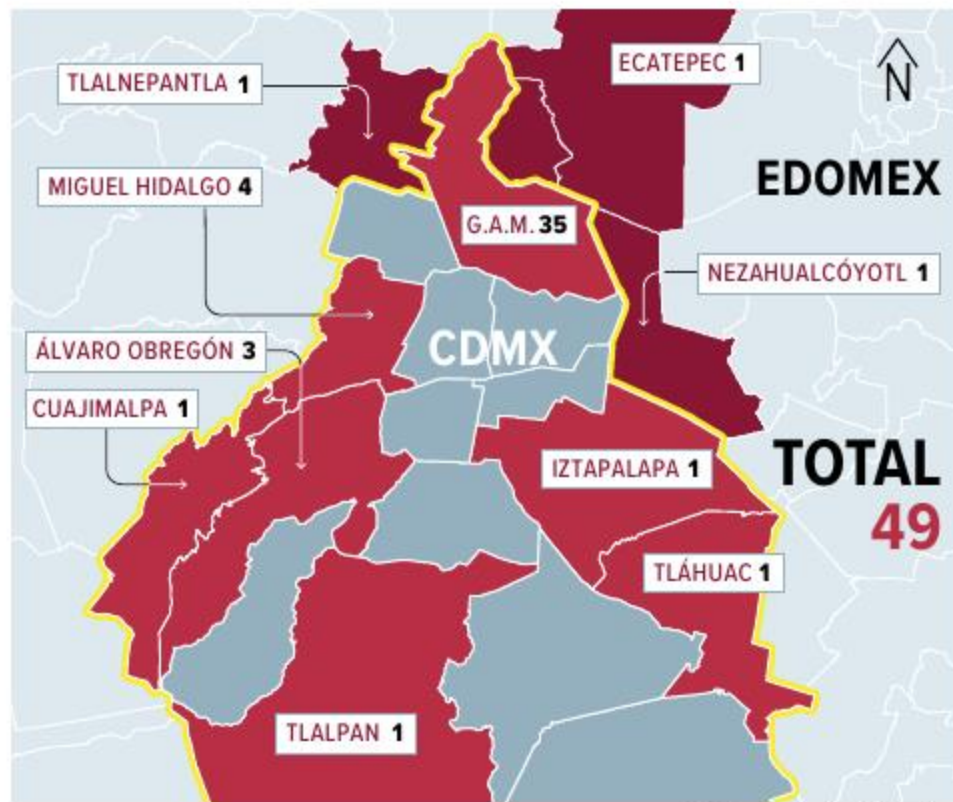 TLALNEPANTLA 1
ECATEPEC 1
N
EDOMEX
MIGUEL HIDALGO 4
G.A.M. 35
NEZAHUALCÓYOTL 1
ÁLVARO OBREGÓN 3
CDMX
CUAJIMALPA 1
TOTAL
49
IZTAPALAPA 1
TLÁHUAC 1
TLALPAN 1